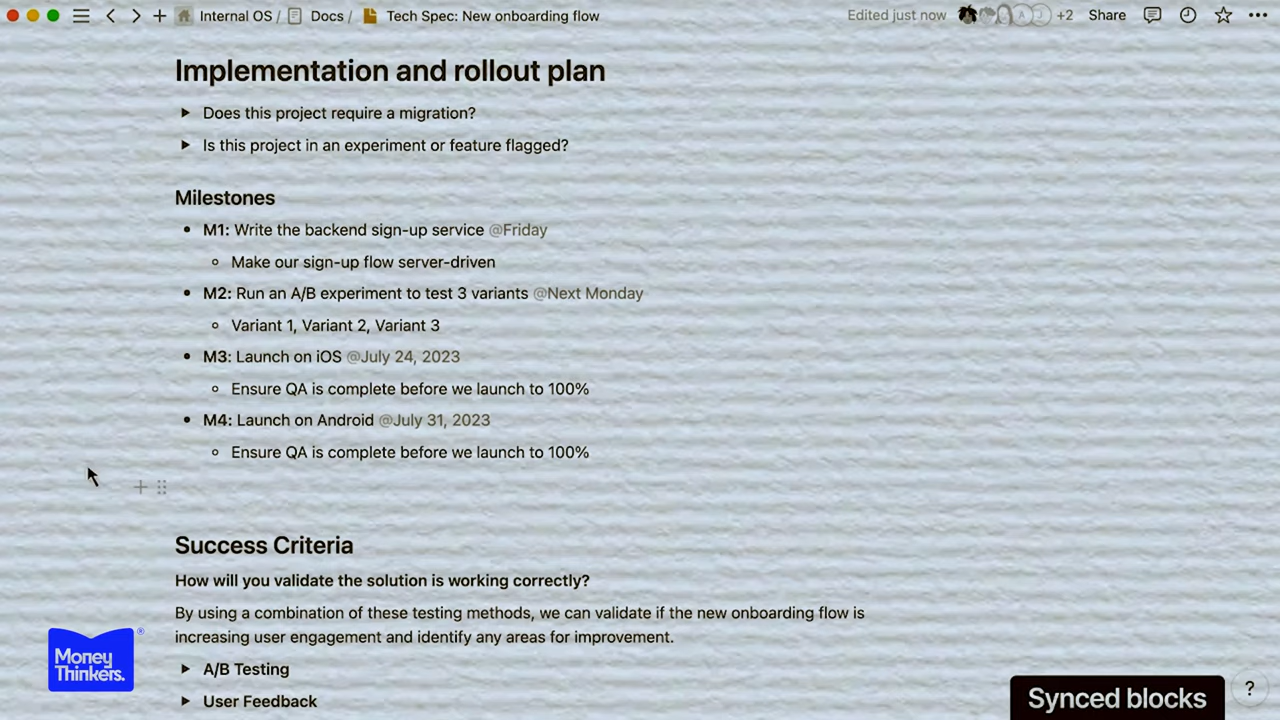 Internal OS / Docs / Tech Spec: New onboarding flow
Edited just now
A J +2 Share
Implementation and rollout plan
Does this project require a migration?
Is this project in an experiment or feature flagged?
Milestones
M1: Write the backend sign-up service @Friday
Make our sign-up flow server-driven
M2: Run an A/B experiment to test 3 variants @Next Monday
Variant 1, Variant 2, Variant 3
M3: Launch on iOS @July 24, 2023
Ensure QA is complete before we launch to 100%
M4: Launch on Android @July 31, 2023
Ensure QA is complete before we launch to 100%
Success Criteria
How will you validate the solution is working correctly?
By using a combination of these testing methods, we can validate if the new onboarding flow is
increasing user engagement and identify any areas for improvement.
A/B Testing
User Feedback
Money
Thinkers.
®
Synced blocks
?